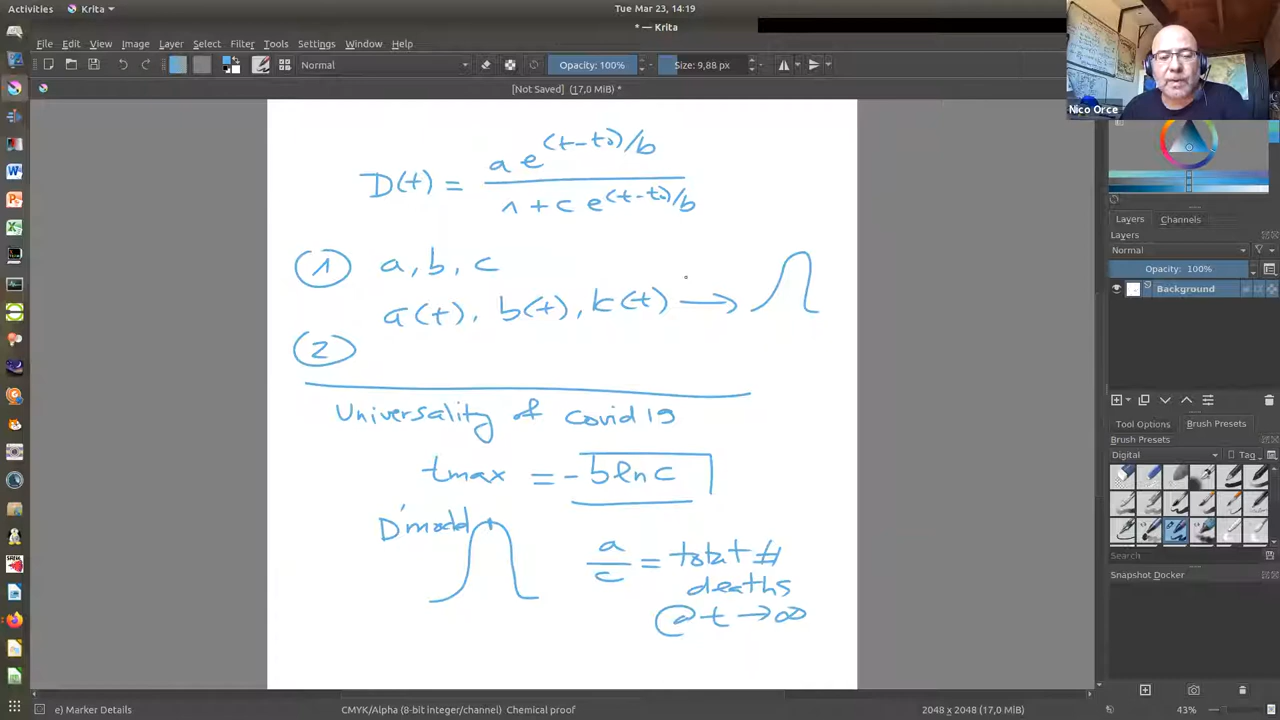 Activities
Krita
Tue Mar 23, 14:19
* — Krita
File Edit View Image Layer Select Filter Tools Settings Window Help
Normal
Opacity: 100%
Size: 9,88 px
[Not Saved] (17,0 MiB) *
Nico Orce
D(t) = a e^(t-t0)/b
1 + c e^(t-t0)/b
1 a, b, c
a(t), b(t), k(t) →
2
Universality of covid 19
tmax = - b ln c
D' model
a/c = total #
deaths
@ t → ∞
Layers Channels
Layers
Normal
Opacity: 100%
Background
Tool Options Brush Presets
Brush Presets
Digital
Tag
Search
Snapshot Docker
e) Marker Details
CMYK/Alpha (8-bit integer/channel) Chemical proof
2048 x 2048 (17,0 MiB)
43%